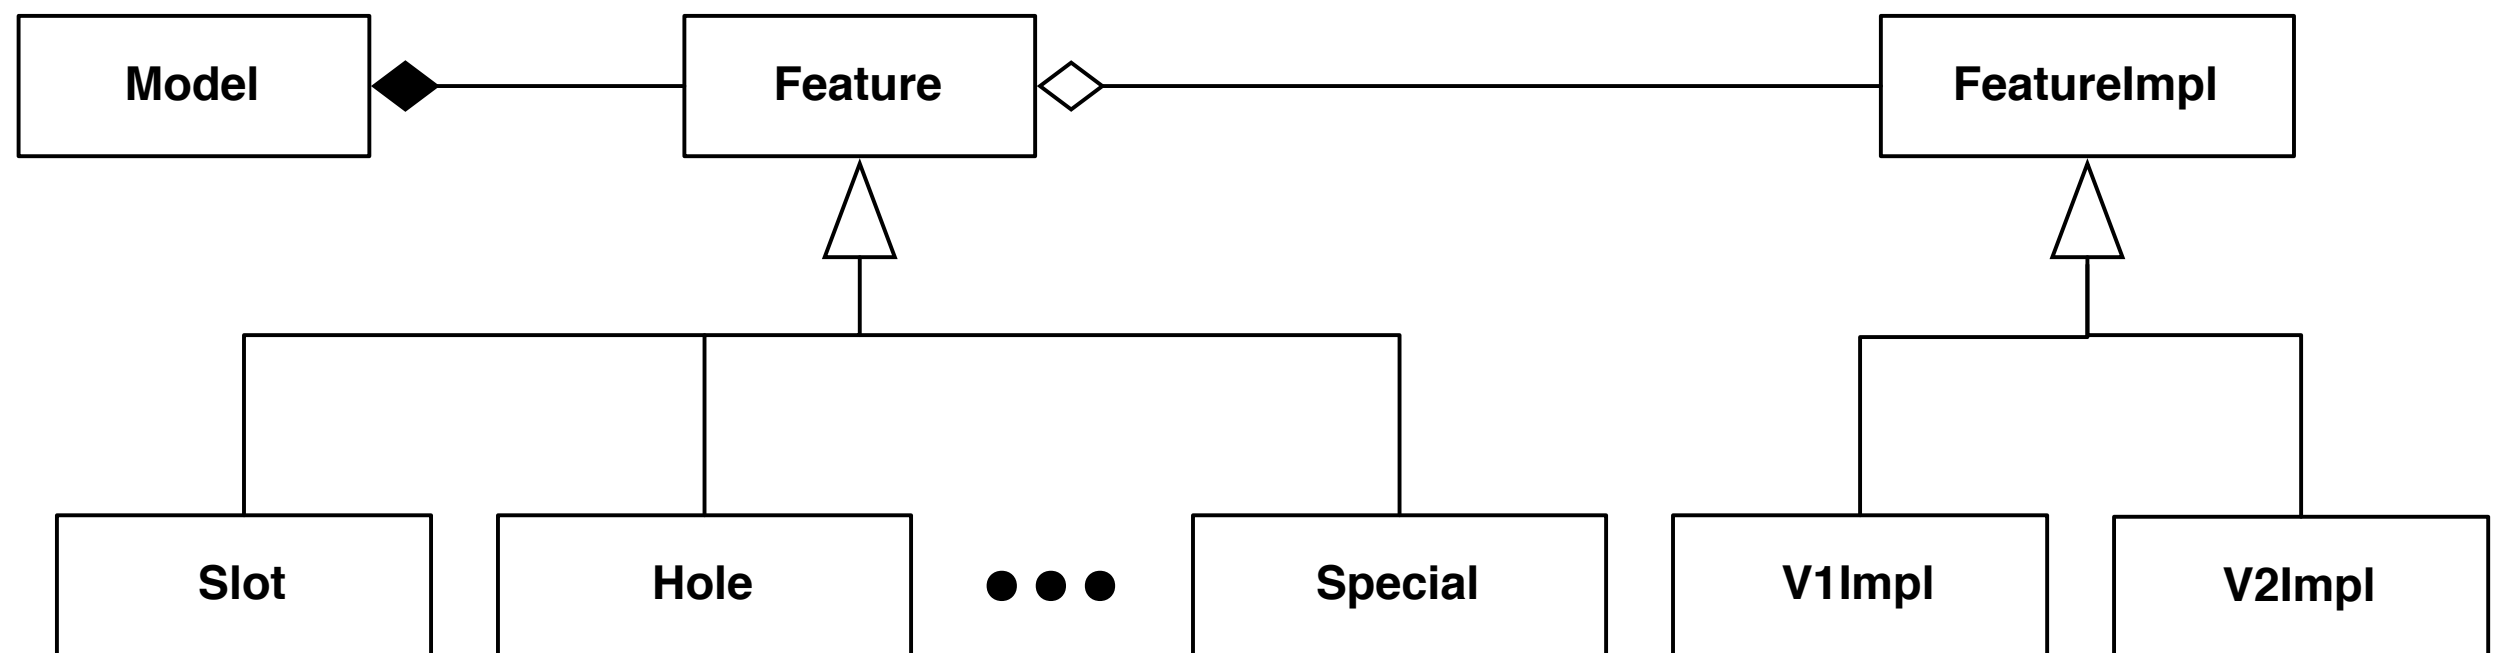 Model
Feature
FeatureImpl
Slot
Hole
Special
V1Impl
V2Impl